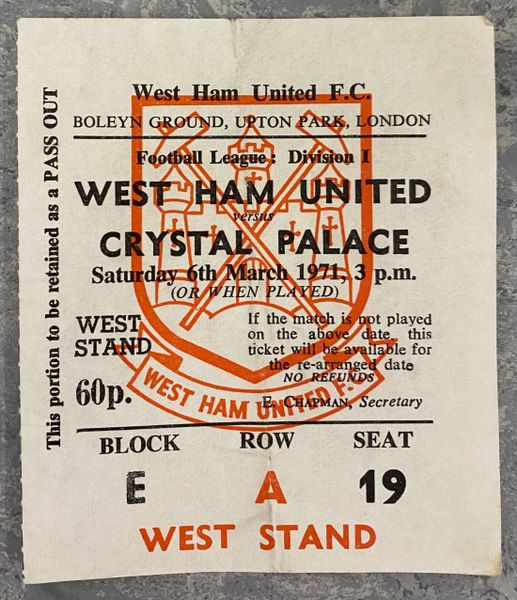 This portion to be retained as a PASS OUT
West Ham United F.C.
BOLEYN GROUND, UPTON PARK, LONDON
Football League: Division I
WEST HAM UNITED
versus
CRYSTAL PALACE
Saturday 6th March 1971, 3 p.m.
(OR WHEN PLAYED)
WEST STAND
60p.
If the match is not played
on the above date, this
ticket will be available for
the re-arranged date
NO REFUNDS
E. CHAPMAN, Secretary
WEST HAM UNITED F.C.
BLOCK ROW SEAT
E A 19
WEST STAND